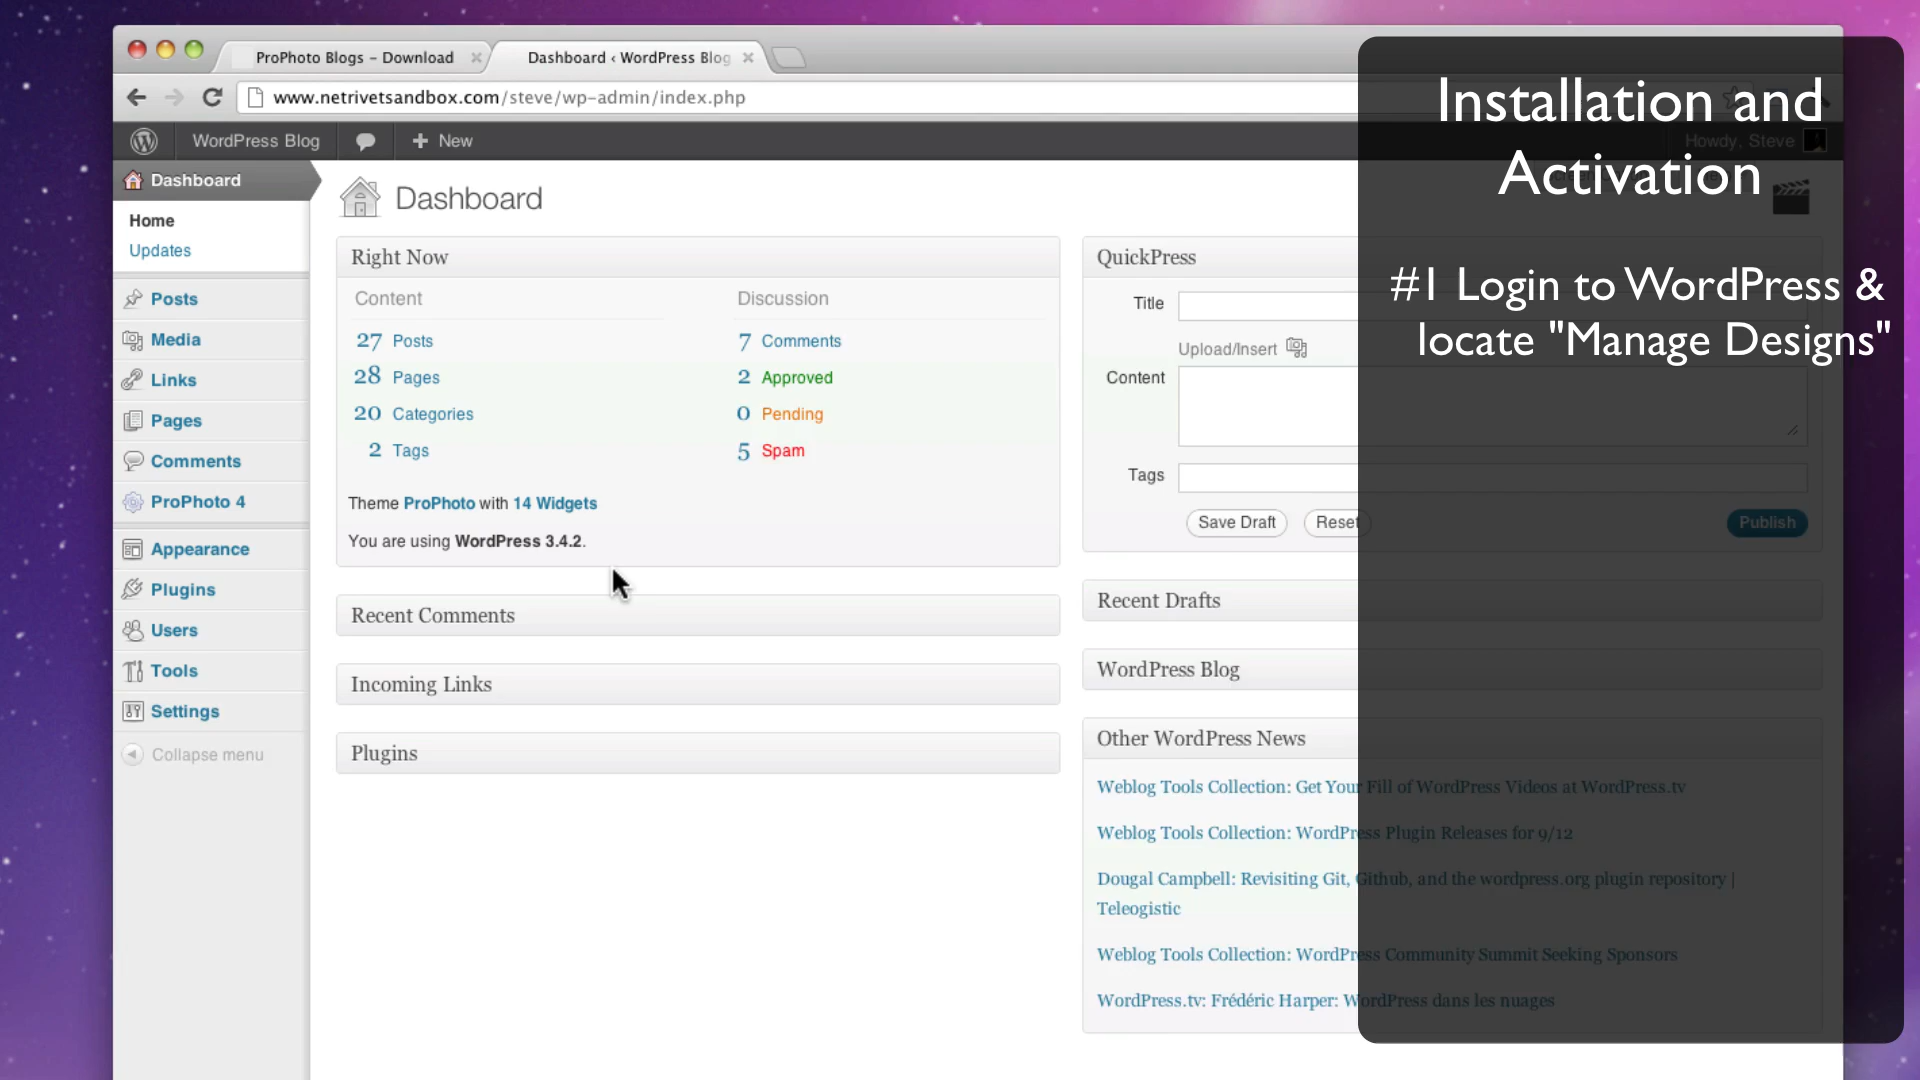 ProPhoto Blogs – Download
Dashboard ‹ WordPress Blog
www.netrivetsandbox.com/steve/wp-admin/index.php
WordPress Blog
New
Howdy, Steve
Dashboard
Home
Updates
Posts
Media
Links
Pages
Comments
ProPhoto 4
Appearance
Plugins
Users
Tools
Settings
Collapse menu
Dashboard
Right Now
Content
27 Posts
28 Pages
20 Categories
2 Tags
Discussion
7 Comments
2 Approved
0 Pending
5 Spam
Theme ProPhoto with 14 Widgets
You are using WordPress 3.4.2.
Recent Comments
Incoming Links
Plugins
QuickPress
Title
Upload/Insert
Content
Tags
Save Draft
Reset
Publish
Recent Drafts
WordPress Blog
Other WordPress News
Weblog Tools Collection: Get Your Fill of WordPress Videos at WordPress.tv
Weblog Tools Collection: WordPress Plugin Releases for 9/12
Dougal Campbell: Revisiting Git, Github, and the wordpress.org plugin repository |
Teleogistic
Weblog Tools Collection: WordPress Community Summit Seeking Sponsors
WordPress.tv: Frédéric Harper: WordPress dans les nuages
Installation and
Activation
#1 Login to WordPress &
locate "Manage Designs"